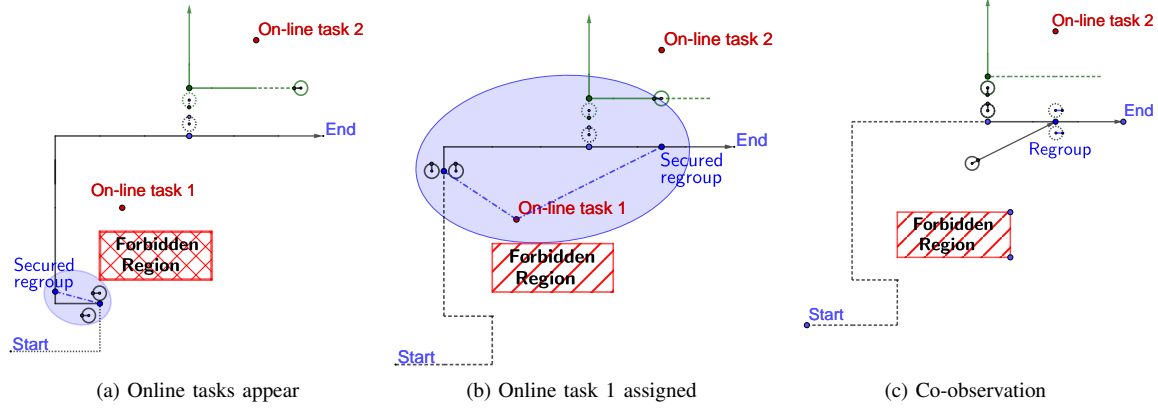 On-line task 2
End
On-line task 1
Forbidden
Region
Secured
regroup
Start
(a) Online tasks appear
On-line task 2
End
Secured
regroup
On-line task 1
Forbidden
Region
Start
(b) Online task 1 assigned
On-line task 2
End
Regroup
Forbidden
Region
Start
(c) Co-observation